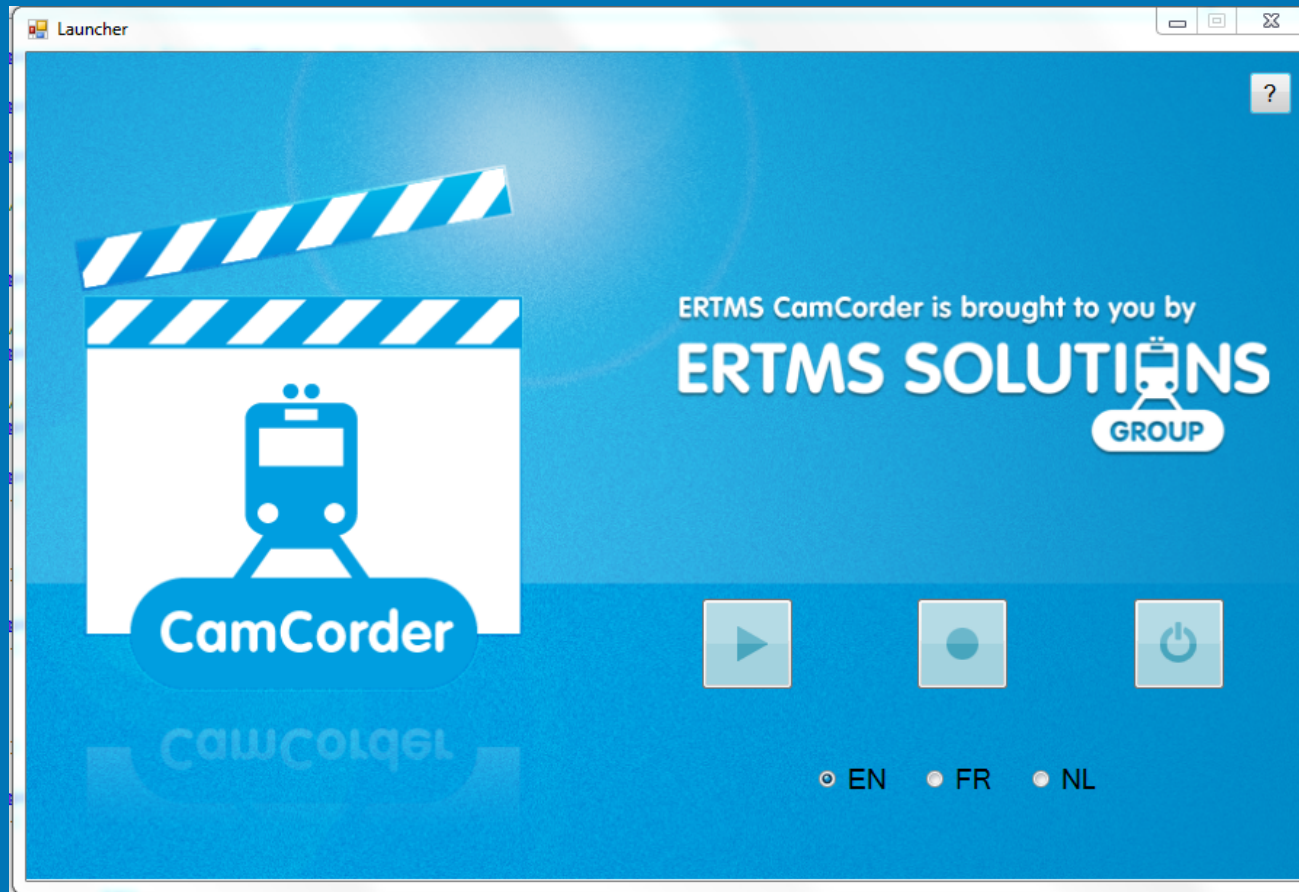 Launcher
?
ERTMS CamCorder is brought to you by
ERTMS SOLUTIONS
GROUP
CamCorder
CamCorder
EN FR NL